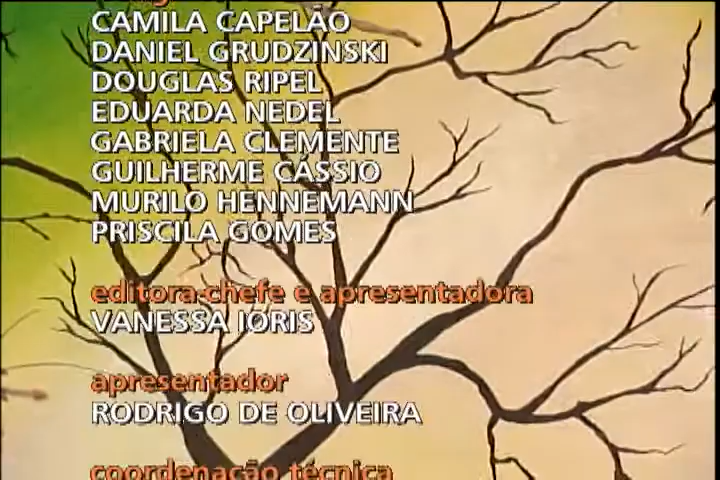 CAMILA CAPELÃO
DANIEL GRUDZINSKI
DOUGLAS RIPEL
EDUARDA NEDEL
GABRIELA CLEMENTE
GUILHERME CÁSSIO
MURILO HENNEMANN
PRISCILA GOMES
editora-chefe e apresentadora
VANESSA IÓRIS
apresentador
RODRIGO DE OLIVEIRA
coordenação técnica